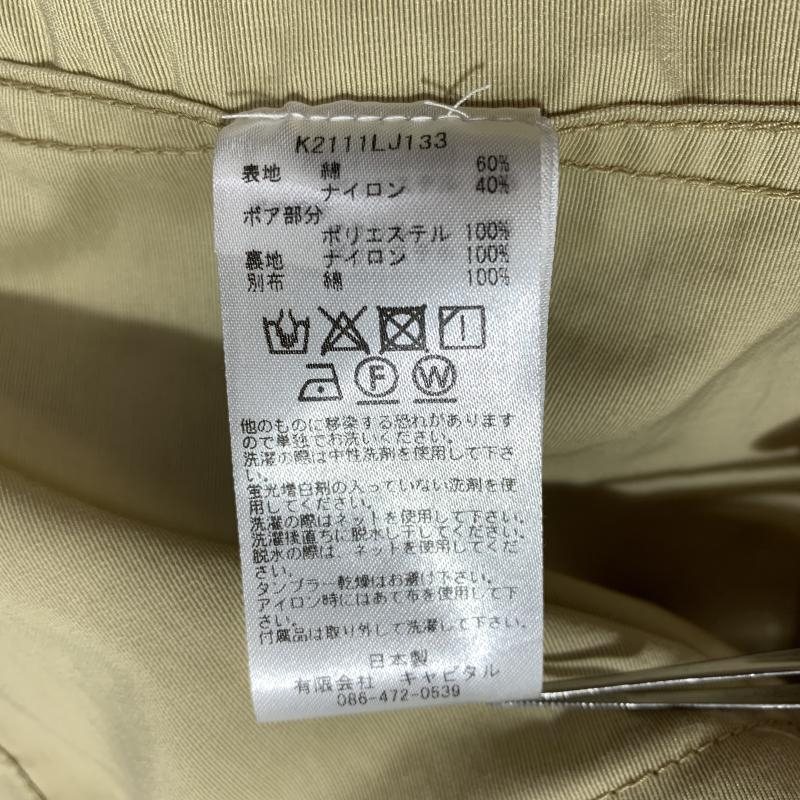 K2111LJ133
表地 綿 60%
ナイロン 40%
ボア部分
ポリエステル 100%
裏地 ナイロン 100%
別布 綿 100%
F W
他のものに移染する恐れがあります
ので単独でお洗いください。
洗濯の際は中性洗剤を使用して下さ
い。
蛍光増白剤の入っていない洗剤を使
用してください。
洗濯の際はネットを使用して下さい。
洗濯後直ちに脱水し干してください。
脱水の際は、ネットを使用してくだ
さい。
タンブラー乾燥はお避け下さい。
アイロン時にはあて布を使用して下
さい。
付属品は取り外して洗濯して下さい。
日本製
有限会社 キャピタル
086-472-0539